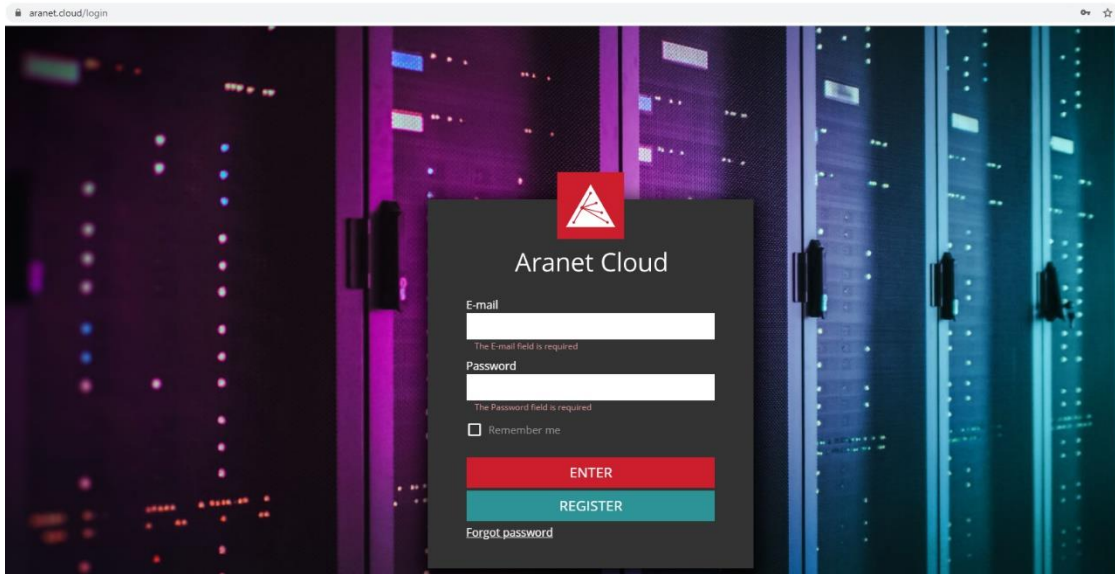 aranet.cloud/login
Aranet Cloud
E-mail
The E-mail field is required
Password
The Password field is required
Remember me
ENTER
REGISTER
Forgot password